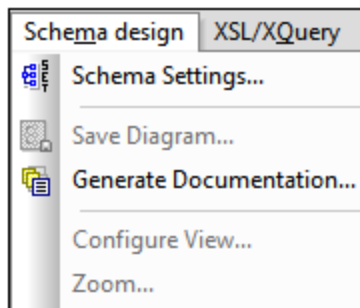 Schema design XSL/XQuery
Schema Settings...
Save Diagram...
Generate Documentation...
Configure View...
Zoom...